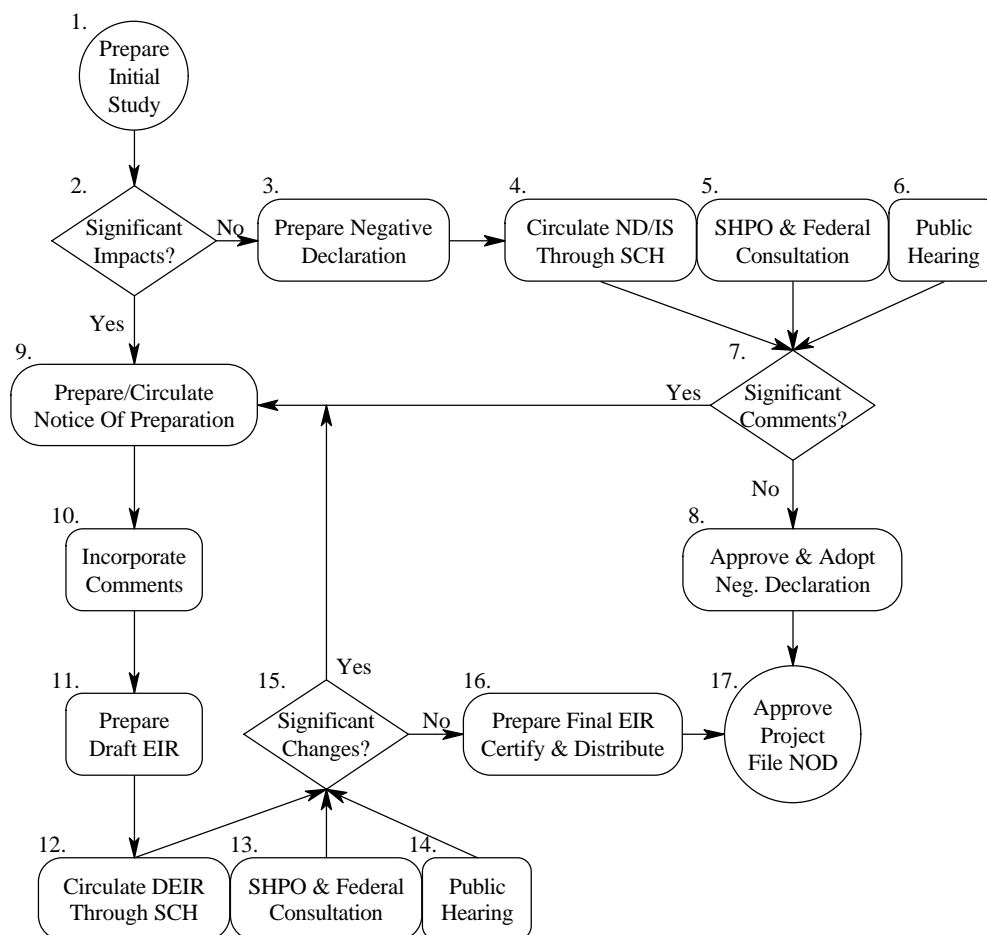 1.
Prepare
Initial
Study
2.
Significant
Impacts?
No
Yes
3.
Prepare Negative
Declaration
4.
Circulate ND/IS
Through SCH
5.
SHPO & Federal
Consultation
6.
Public
Hearing
7.
Significant
Comments?
Yes
No
8.
Approve & Adopt
Neg. Declaration
9.
Prepare/Circulate
Notice Of Preparation
10.
Incorporate
Comments
11.
Prepare
Draft EIR
12.
Circulate DEIR
Through SCH
13.
SHPO & Federal
Consultation
14.
Public
Hearing
15.
Significant
Changes?
Yes
No
16.
Prepare Final EIR
Certify & Distribute
17.
Approve
Project
File NOD